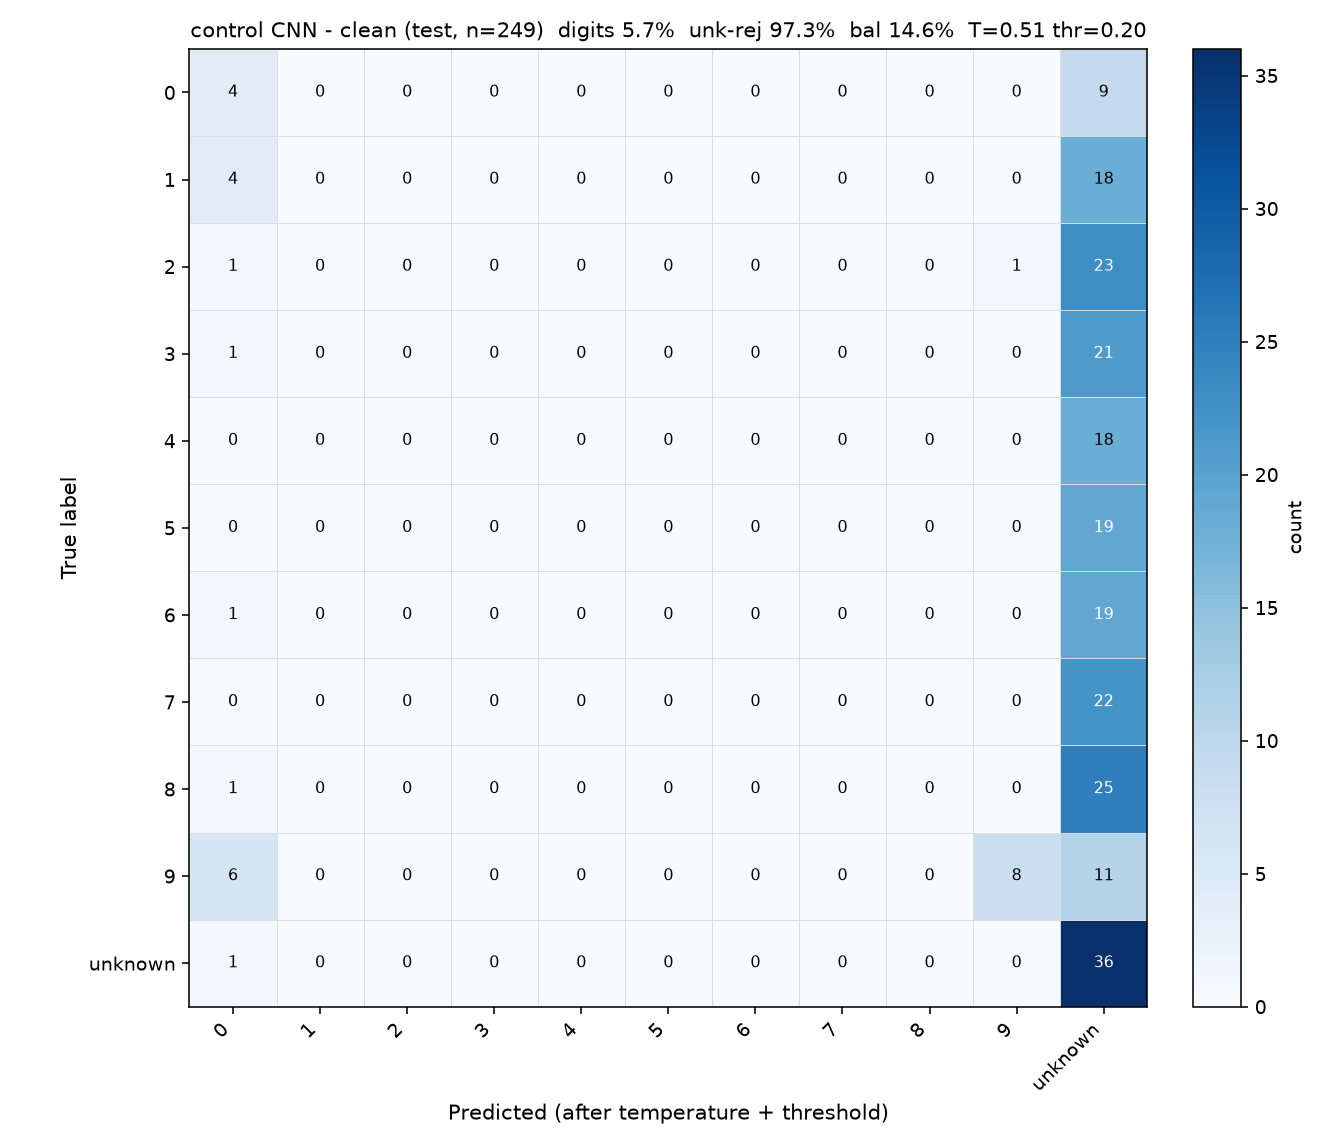 control CNN - clean (test, n=249)  digits 5.7%  unk-rej 97.3%  bal 14.6%  T=0.51 thr=0.20
0 4 0 0 0 0 0 0 0 0 0 9
1 4 0 0 0 0 0 0 0 0 0 18
2 1 0 0 0 0 0 0 0 0 1 23
3 1 0 0 0 0 0 0 0 0 0 21
4 0 0 0 0 0 0 0 0 0 0 18
5 0 0 0 0 0 0 0 0 0 0 19
6 1 0 0 0 0 0 0 0 0 0 19
7 0 0 0 0 0 0 0 0 0 0 22
8 1 0 0 0 0 0 0 0 0 0 25
9 6 0 0 0 0 0 0 0 0 8 11
unknown 1 0 0 0 0 0 0 0 0 0 36
0 1 2 3 4 5 6 7 8 9 unknown
Predicted (after temperature + threshold)
True label
35
30
25
20
15
10
5
0
count